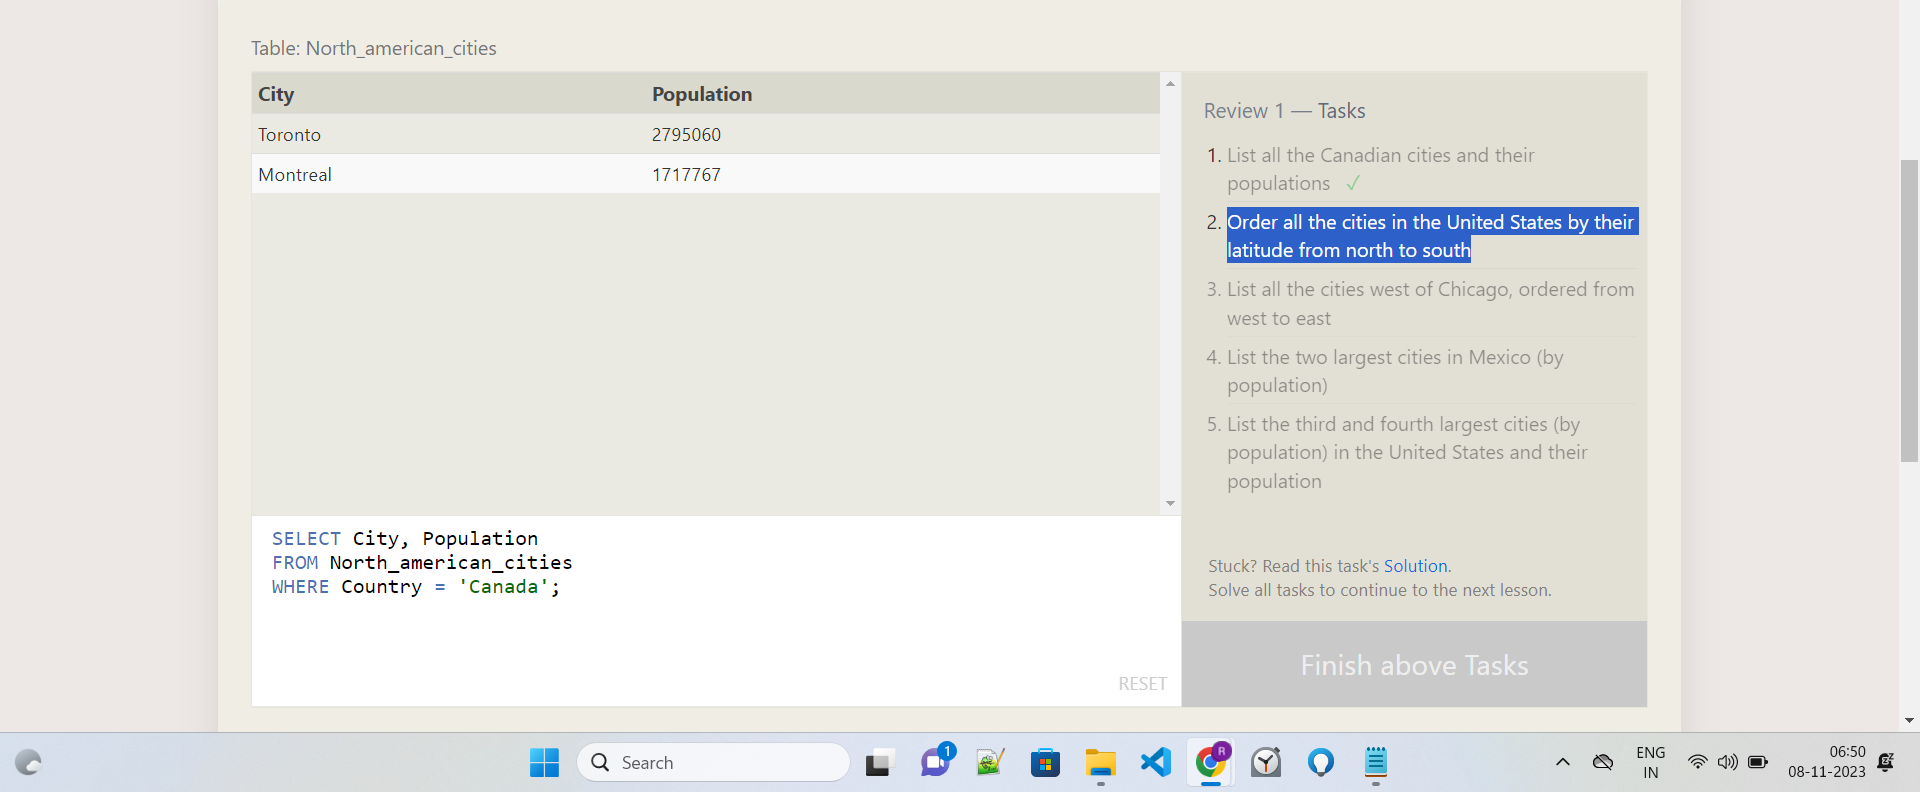 Table: North_american_cities
City Population
Toronto 2795060
Montreal 1717767
SELECT City, Population
FROM North_american_cities
WHERE Country = 'Canada';
RESET
Review 1 — Tasks
1. List all the Canadian cities and their
populations ✓
2. Order all the cities in the United States by their
latitude from north to south
3. List all the cities west of Chicago, ordered from
west to east
4. List the two largest cities in Mexico (by
population)
5. List the third and fourth largest cities (by
population) in the United States and their
population
Stuck? Read this task's Solution.
Solve all tasks to continue to the next lesson.
Finish above Tasks
Search
1
R
ENG
IN
06:50
08-11-2023